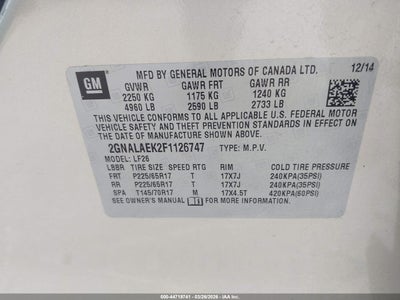 GM
MFD BY GENERAL MOTORS OF CANADA LTD. 12/14
GVWR GAWR FRT GAWR RR
2250 KG 1175 KG 1240 KG
4960 LB 2590 LB 2733 LB
THIS VEHICLE CONFORMS TO ALL APPLICABLE U.S. FEDERAL MOTOR
VEHICLE SAFETY, BUMPER, AND THEFT PREVENTION STANDARDS
IN EFFECT ON THE DATE OF MANUFACTURE SHOWN ABOVE.
2GNALAEK2F1126747 TYPE: M.P.V.
MODEL: LF26
LBBR TIRE SIZE SPEED RTG RIM COLD TIRE PRESSURE
FRT P225/65R17 T 17X7J 240KPA(35PSI)
RR P225/65R17 T 17X7J 240KPA(35PSI)
SPA T145/70R17 M 17X4.5T 420KPA(60PSI)
SEE OWNER'S MANUAL FOR MORE INFORMATION.